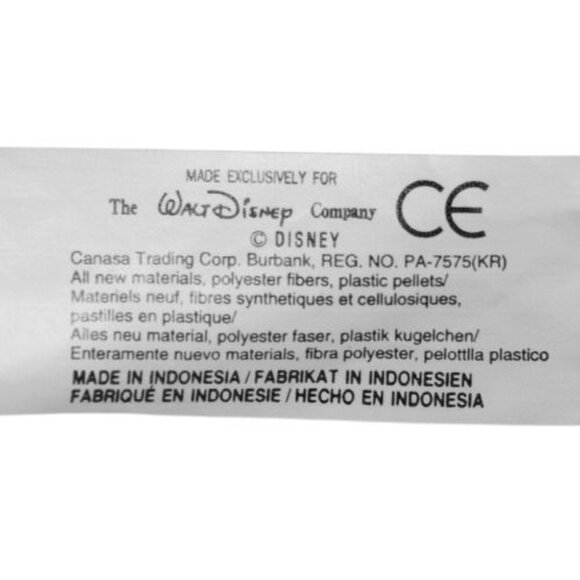 MADE EXCLUSIVELY FOR
The WALT DISNEY Company CE
© DISNEY
Canasa Trading Corp. Burbank, REG. NO. PA-7575(KR)
All new materials, polyester fibers, plastic pellets/
Materiels neuf, fibres synthetiques et cellulosiques,
pastilles en plastique/
Alles neu material, polyester faser, plastik kugelchen/
Enteramente nuevo materials, fibra polyester, pelottlla plastico
MADE IN INDONESIA / FABRIKAT IN INDONESIEN
FABRIQUÉ EN INDONESIE / HECHO EN INDONESIA